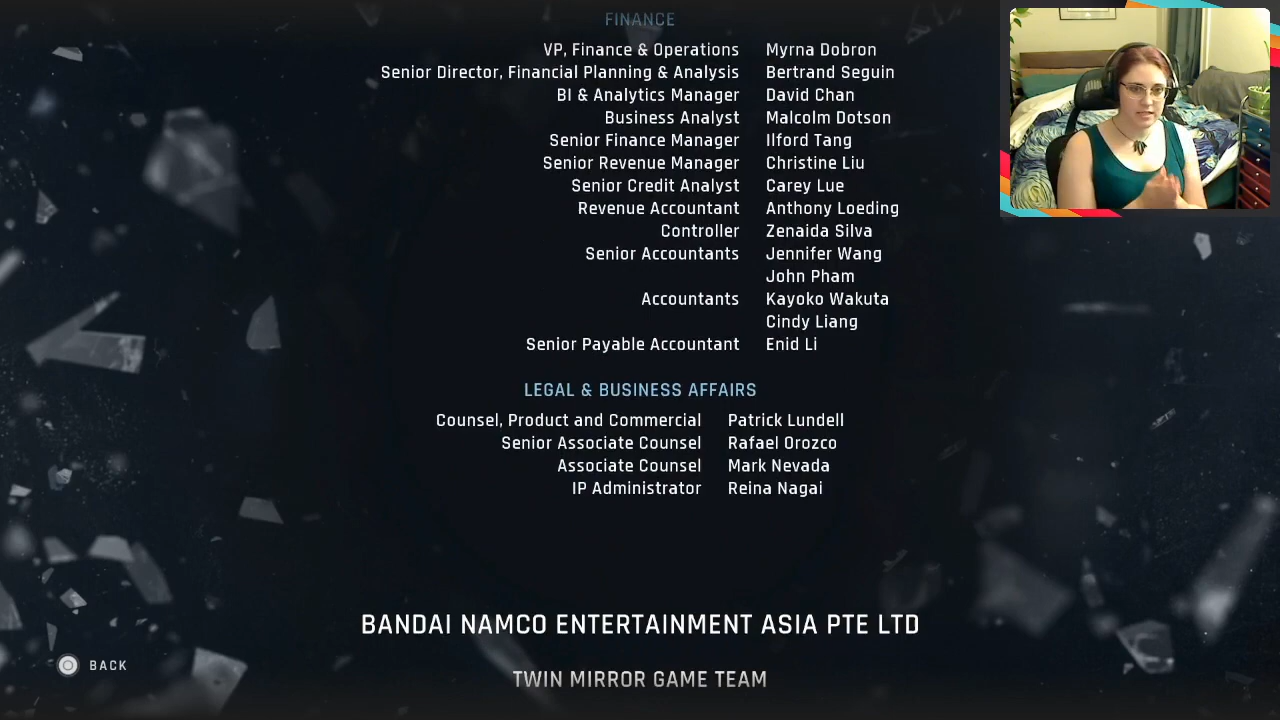 FINANCE
VP, Finance & Operations Myrna Dobron
Senior Director, Financial Planning & Analysis Bertrand Seguin
BI & Analytics Manager David Chan
Business Analyst Malcolm Dotson
Senior Finance Manager Ilford Tang
Senior Revenue Manager Christine Liu
Senior Credit Analyst Carey Lue
Revenue Accountant Anthony Loeding
Controller Zenaida Silva
Senior Accountants Jennifer Wang
John Pham
Accountants Kayoko Wakuta
Cindy Liang
Senior Payable Accountant Enid Li
LEGAL & BUSINESS AFFAIRS
Counsel, Product and Commercial Patrick Lundell
Senior Associate Counsel Rafael Orozco
Associate Counsel Mark Nevada
IP Administrator Reina Nagai
BANDAI NAMCO ENTERTAINMENT ASIA PTE LTD
BACK
TWIN MIRROR GAME TEAM